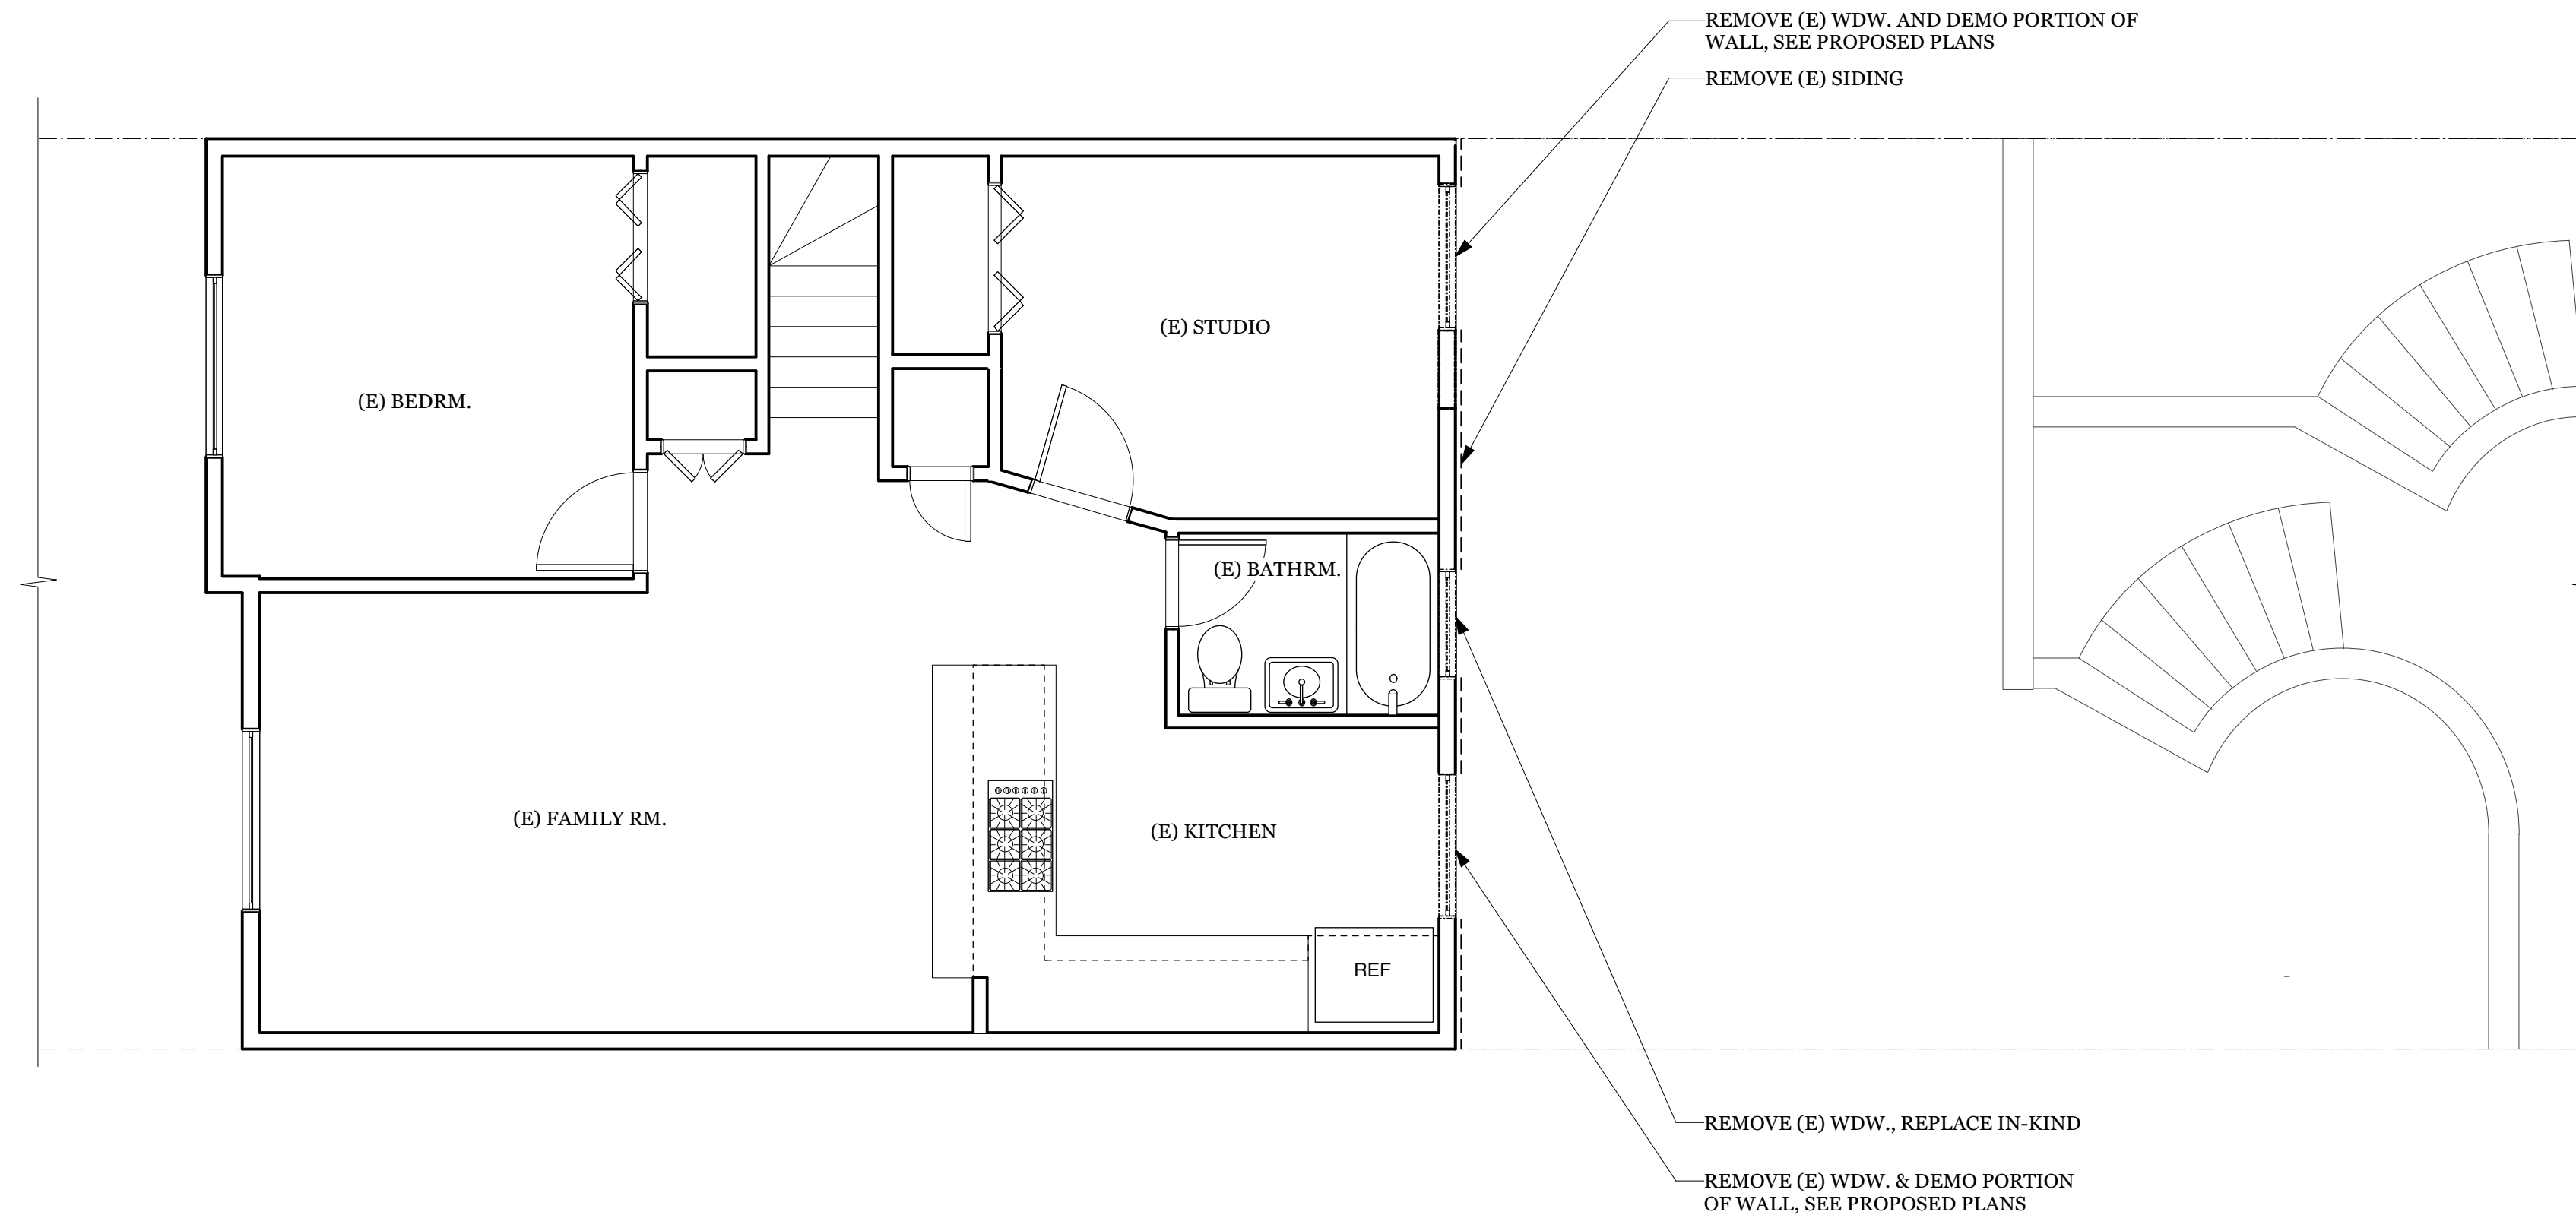 REMOVE (E) WDW. AND DEMO PORTION OF
WALL, SEE PROPOSED PLANS
REMOVE (E) SIDING
(E) STUDIO
(E) BEDRM.
(E) BATHRM.
(E) FAMILY RM.
(E) KITCHEN
REF
REMOVE (E) WDW., REPLACE IN-KIND
REMOVE (E) WDW. & DEMO PORTION
OF WALL, SEE PROPOSED PLANS